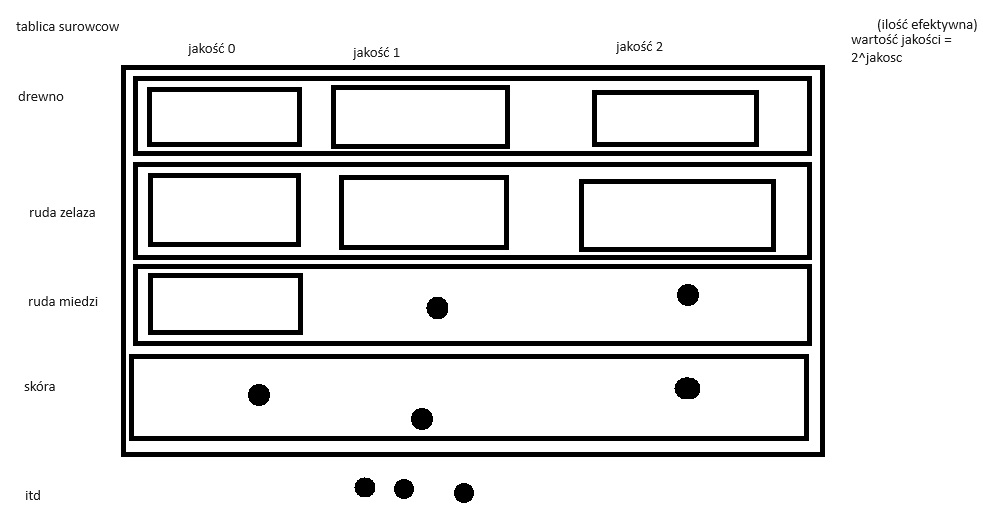 tablica surowcow
(ilość efektywna)
wartość jakości =
2^jakosc
jakość 0
jakość 1
jakość 2
drewno
ruda zelaza
ruda miedzi
skóra
itd